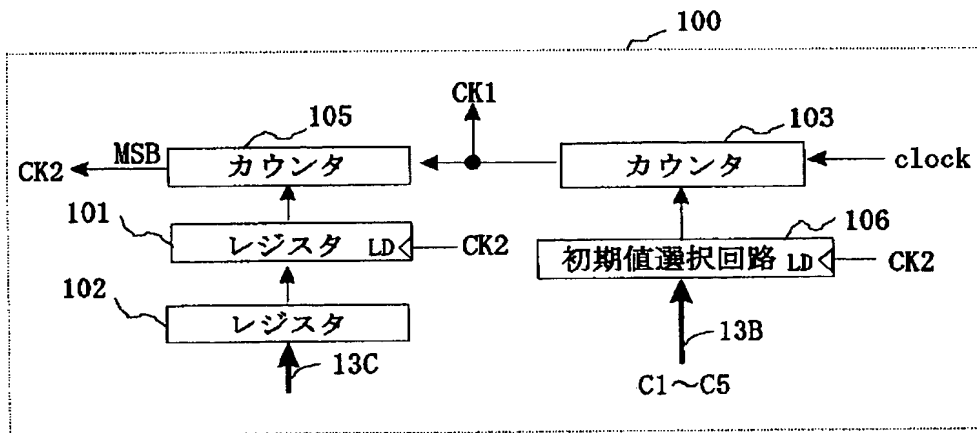 100
CK1
105
103
CK2
MSB
カウンタ
カウンタ
clock
101
106
レジスタ LD
CK2
初期値選択回路 LD
CK2
102
レジスタ
13C
13B
C1〜C5